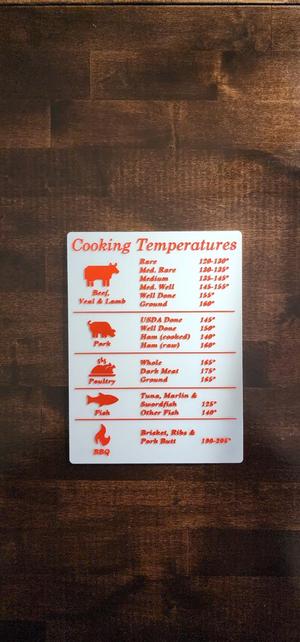 Cooking Temperatures
Rare 120-130°
Med. Rare 130-135°
Medium 135-145°
Med. Well 145-155°
Well Done 155°
Ground 160°
Beef,
Veal & Lamb
USDA Done 145°
Well Done 150°
Ham (cooked) 140°
Ham (raw) 160°
Pork
Whole 165°
Dark Meat 175°
Ground 165°
Poultry
Tuna, Marlin &
Swordfish 125°
Other Fish 140°
Fish
Brisket, Ribs &
Pork Butt 190-205°
BBQ